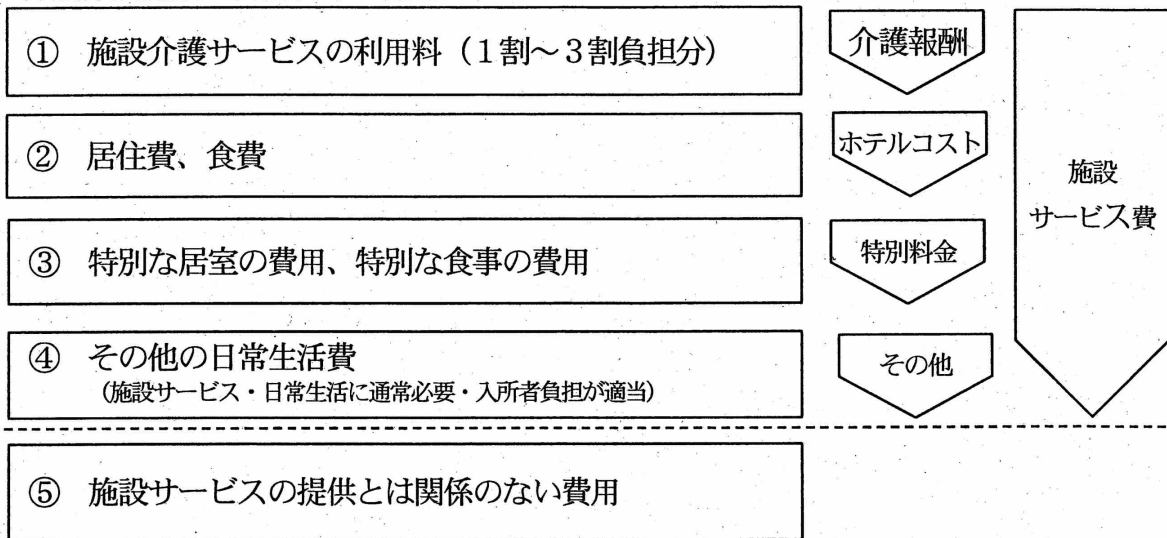 ① 施設介護サービスの利用料(1割~3割負担分)
介護報酬
② 居住費、食費
ホテルコスト
施設
サービス費
③ 特別な居室の費用、特別な食事の費用
特別料金
④ その他の日常生活費
(施設サービス・日常生活に通常必要・入所者負担が適当)
その他
⑤ 施設サービスの提供とは関係のない費用